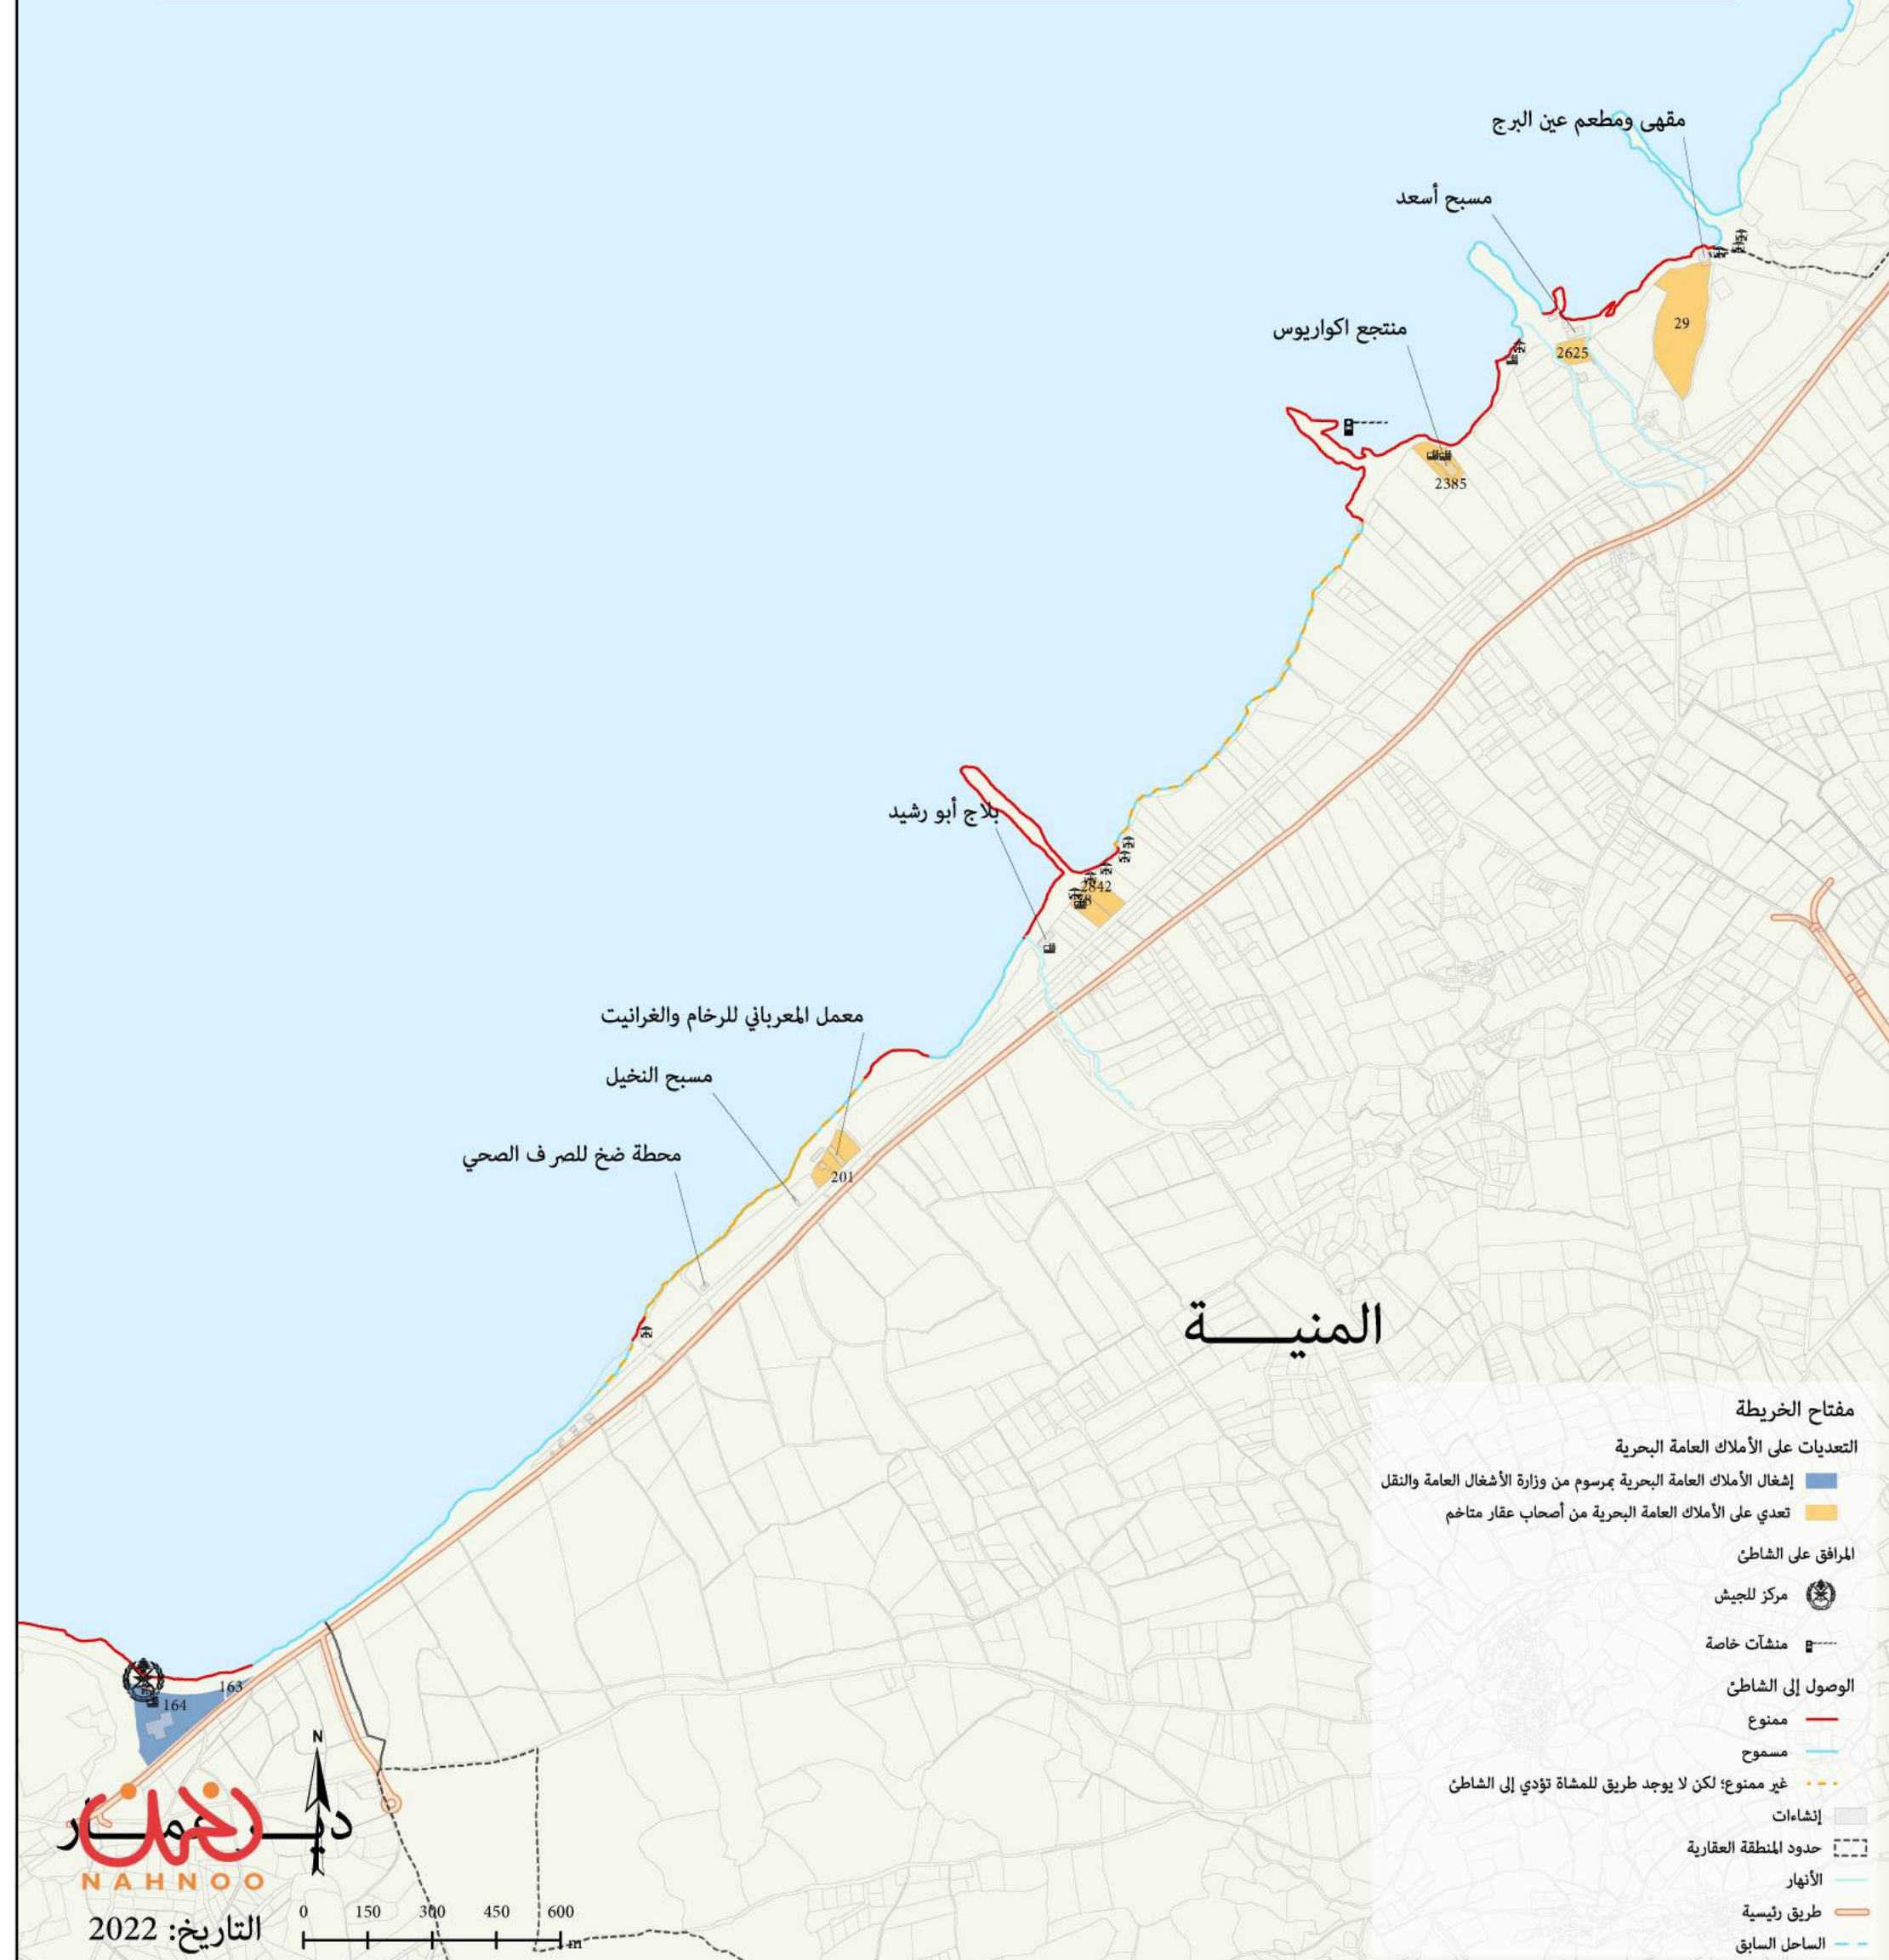 مقهى ومطعم عين البرج
مسبح أسعد
منتجع اكواريوس
29
2625
2385
بلاج أبو رشيد
2842
معمل المعرباني للرخام والغرانيت
مسبح النخيل
محطة ضخ للصرف الصحي
201
المنيــــة
163
164
N
ديــر عمــار
نحن
NAHNOO
التاريخ: 2022
0 150 300 450 600
m
مفتاح الخريطة
التعديات على الأملاك العامة البحرية
إشغال الأملاك العامة البحرية بمرسوم من وزارة الأشغال العامة والنقل
تعدي على الأملاك العامة البحرية من أصحاب عقار متاخم
المرافق على الشاطئ
مركز للجيش
منشآت خاصة
الوصول إلى الشاطئ
ممنوع
مسموح
غير ممنوع؛ لكن لا يوجد طريق للمشاة تؤدي إلى الشاطئ
إنشاءات
حدود المنطقة العقارية
الأنهار
طريق رئيسية
الساحل السابق